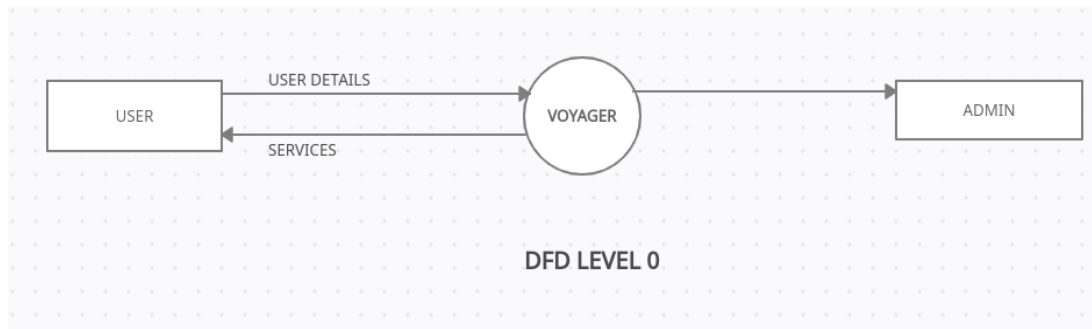 USER DETAILS
USER
VOYAGER
ADMIN
SERVICES
DFD LEVEL 0